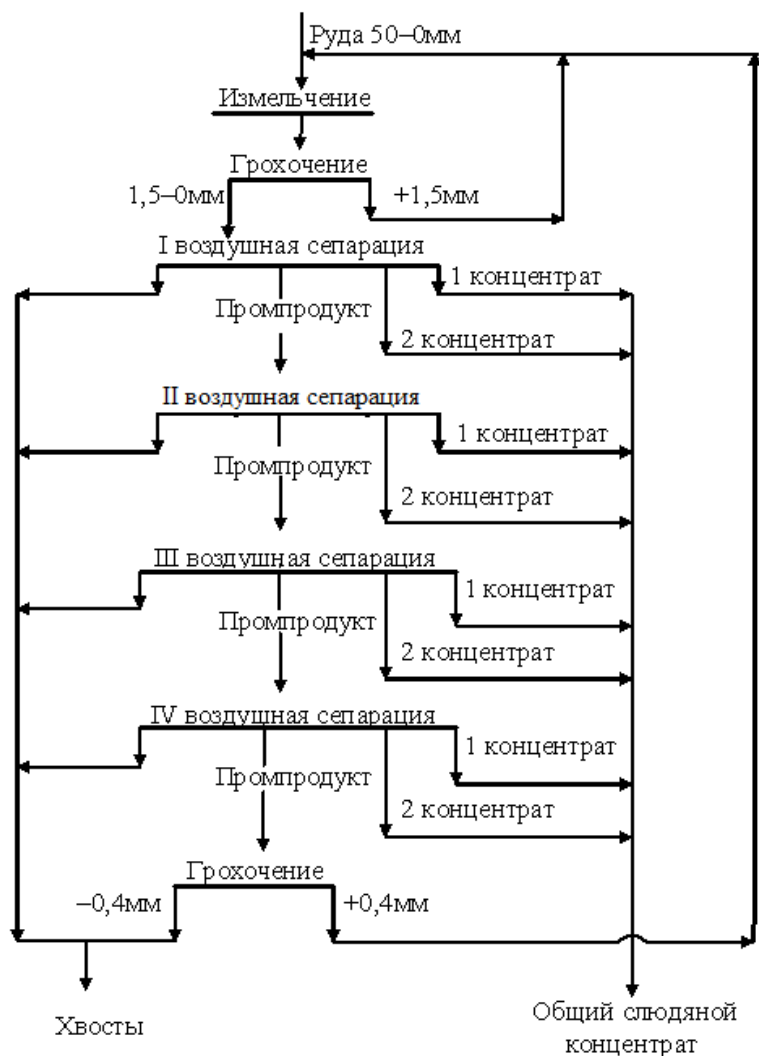 Руда 50–0мм
Измельчение
Грохочение
1,5–0мм
+1,5мм
I воздушная сепарация
1 концентрат
Промпродукт
2 концентрат
II воздушная сепарация
1 концентрат
Промпродукт
2 концентрат
III воздушная сепарация
1 концентрат
Промпродукт
2 концентрат
IV воздушная сепарация
1 концентрат
Промпродукт
2 концентрат
Грохочение
–0,4мм
+0,4мм
Хвосты
Общий слюдяной
концентрат